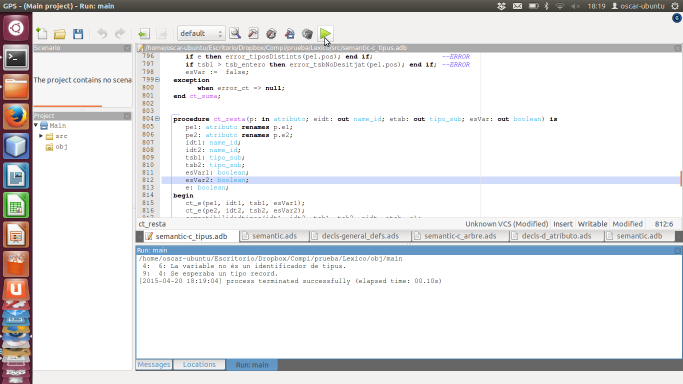 GPS - (Main project) - Run: main
18:19
oscar-ubuntu
default
Scenario
The project contains no scena
Project
Main
src
obj
/home/oscar-ubuntu/Escritorio/Dropbox/Compi/prueba/Lexico/src/semantic-c_tipus.adb
796 if e then error_tiposDistints(pel.pos); end if; --ERROR
797 if tsb1 > tsb_entero then error_tsbNoDesitjat(pel.pos); end if; --ERROR
798 esVar := false;
799 exception
800 when error_ct => null;
801 end ct_suma;
802
803
804 procedure ct_resta(p: in atributo; eidt: out name_id; etsb: out tipo_sub; esVar: out boolean) is
805 pe1: atributo renames p.e1;
806 pe2: atributo renames p.e2;
807 idt1: name_id;
808 idt2: name_id;
809 tsb1: tipo_sub;
810 tsb2: tipo_sub;
811 esVar1: boolean;
812 esVar2: boolean;
813 e: boolean;
814 begin
815 ct_e(pe1, idt1, tsb1, esVar1);
816 ct_e(pe2, idt2, tsb2, esVar2);
ct_resta
Unknown VCS (Modified) Insert Writable Modified 812:6
semantic-c_tipus.adb semantic.ads decls-general_defs.ads semantic-c_arbre.ads decls-d_atributo.ads semantic.adb
Run: main
/home/oscar-ubuntu/Escritorio/Dropbox/Compi/prueba/Lexico/obj/main
4: 6: La variable no és un identificador de tipus.
9: 4: Se esperaba un tipo record.
[2015-04-20 18:19:04] process terminated successfully (elapsed time: 00.10s)
Messages Locations Run: main